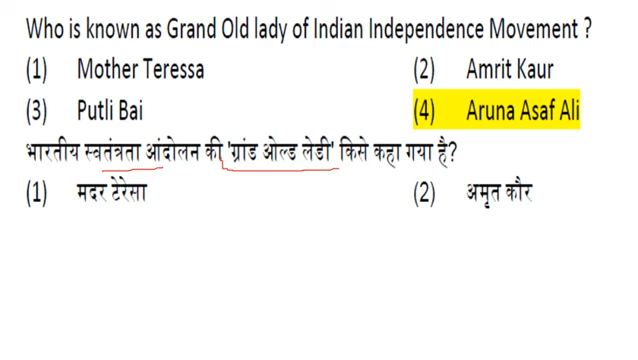 Who is known as Grand Old lady of Indian Independence Movement ?
(1) Mother Teressa (2) Amrit Kaur
(3) Putli Bai (4) Aruna Asaf Ali
भारतीय स्वतंत्रता आंदोलन की 'ग्रांड ओल्ड लेडी' किसे कहा गया है?
(1) मदर टेरेसा (2) अमृत कौर